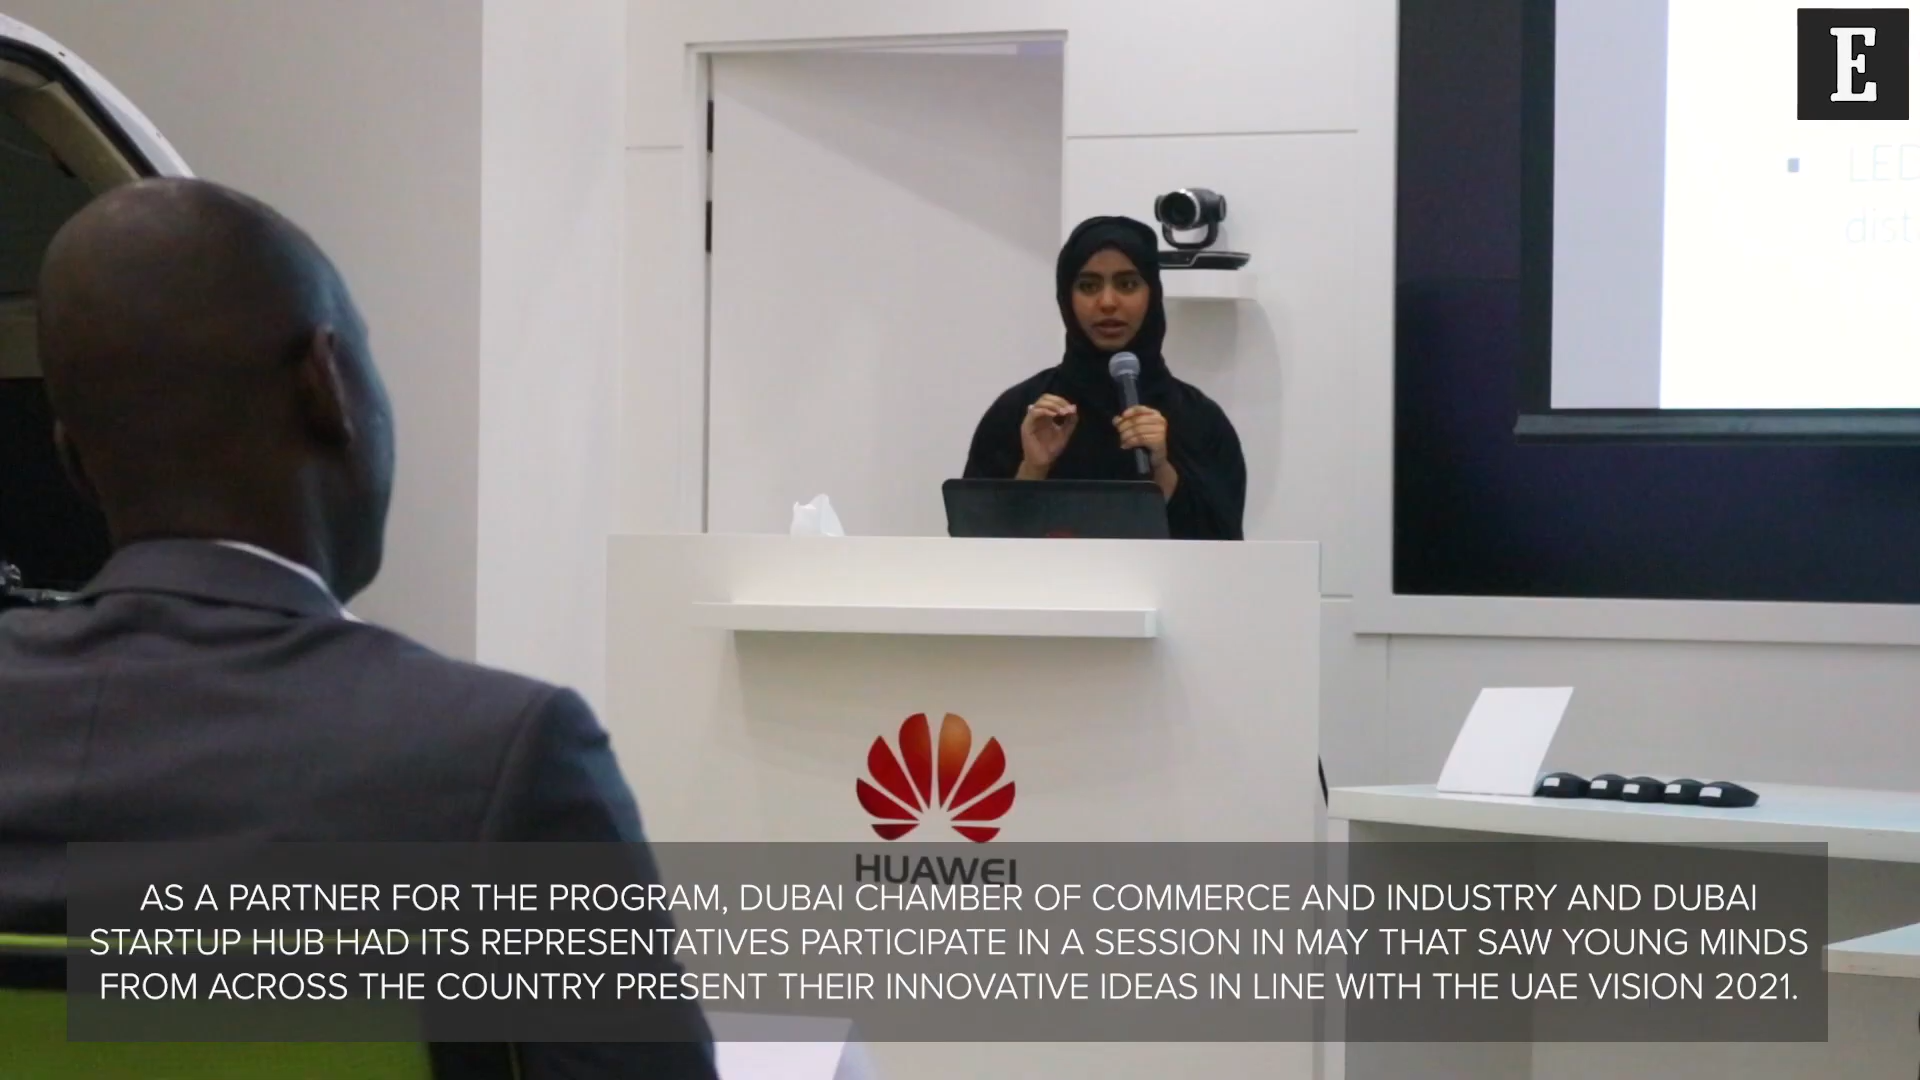 E
LED
dist
HUAWEI
AS A PARTNER FOR THE PROGRAM, DUBAI CHAMBER OF COMMERCE AND INDUSTRY AND DUBAI
STARTUP HUB HAD ITS REPRESENTATIVES PARTICIPATE IN A SESSION IN MAY THAT SAW YOUNG MINDS
FROM ACROSS THE COUNTRY PRESENT THEIR INNOVATIVE IDEAS IN LINE WITH THE UAE VISION 2021.